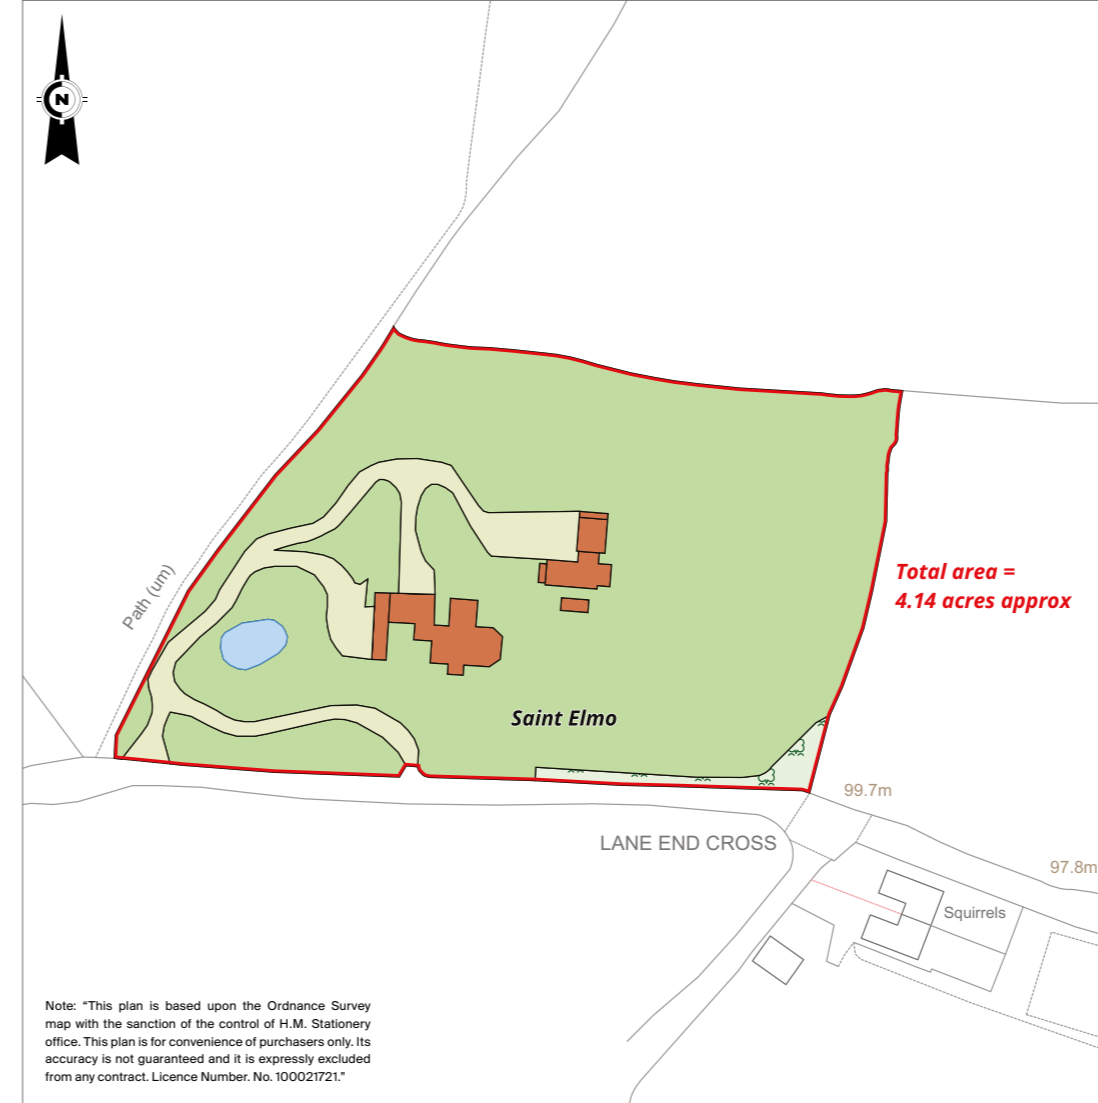 N
Path (um)
Total area =
4.14 acres approx
Saint Elmo
99.7m
LANE END CROSS
97.8m
Squirrels
Note: “This plan is based upon the Ordnance Survey
map with the sanction of the control of H.M. Stationery
office. This plan is for convenience of purchasers only. Its
accuracy is not guaranteed and it is expressly excluded
from any contract. Licence Number. No. 100021721.”